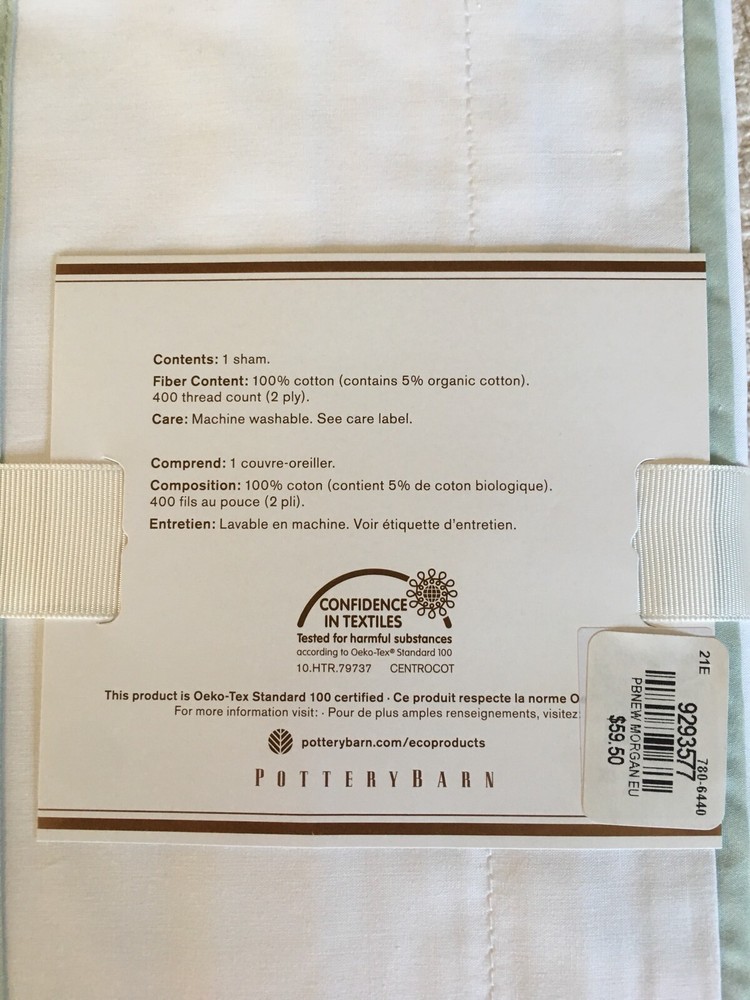 Contents: 1 sham.
Fiber Content: 100% cotton (contains 5% organic cotton).
400 thread count (2 ply).
Care: Machine washable. See care label.
Comprend: 1 couvre-oreiller.
Composition: 100% coton (contient 5% de coton biologique).
400 fils au pouce (2 pli).
Entretien: Lavable en machine. Voir étiquette d'entretien.
CONFIDENCE
IN TEXTILES
Tested for harmful substances
according to Oeko-Tex® Standard 100
10.HTR.79737 CENTROCOT
This product is Oeko-Tex Standard 100 certified · Ce produit respecte la norme O
For more information visit: · Pour de plus amples renseignements, visitez
potterybarn.com/ecoproducts
POTTERYBARN
21E
780-6440
9293577
PBNEW MORGAN EU
$59.50